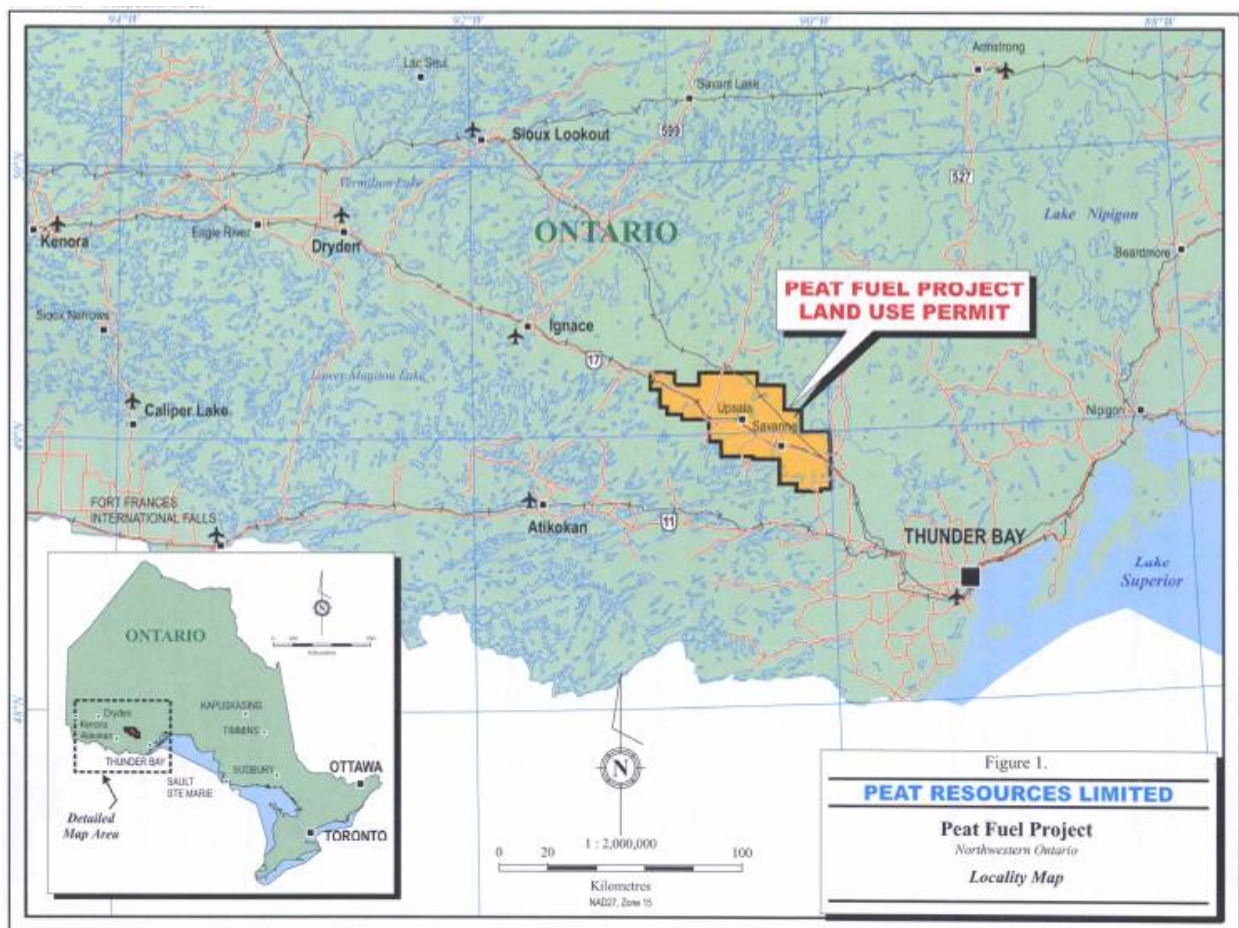 94°W
92°W
90°W
88°W
Lac Seul
Armstrong
Savant Lake
Sioux Lookout
599
50°N
Vermilion Lake
527
ONTARIO
Lake Nipigon
Kenora
Eagle River
Dryden
Beardmore
PEAT FUEL PROJECT
LAND USE PERMIT
Sioux Narrows
Ignace
17
Lower Manitou Lake
Caliper Lake
Upsala
Nipigon
Savanne
49°N
FORT FRANCES
INTERNATIONAL FALLS
Atikokan
11
THUNDER BAY
Lake
Superior
N
ONTARIO
Kilometres
KAPUSKASING
Dryden
Kenora
Atikokan
TIMMINS
THUNDER BAY
SUDBURY
OTTAWA
SAULT
STE MARIE
Detailed
Map Area
TORONTO
48°N
N
1 : 2,000,000
0 20 100
Kilometres
NAD27, Zone 15
Figure 1.
PEAT RESOURCES LIMITED
Peat Fuel Project
Northwestern Ontario
Locality Map